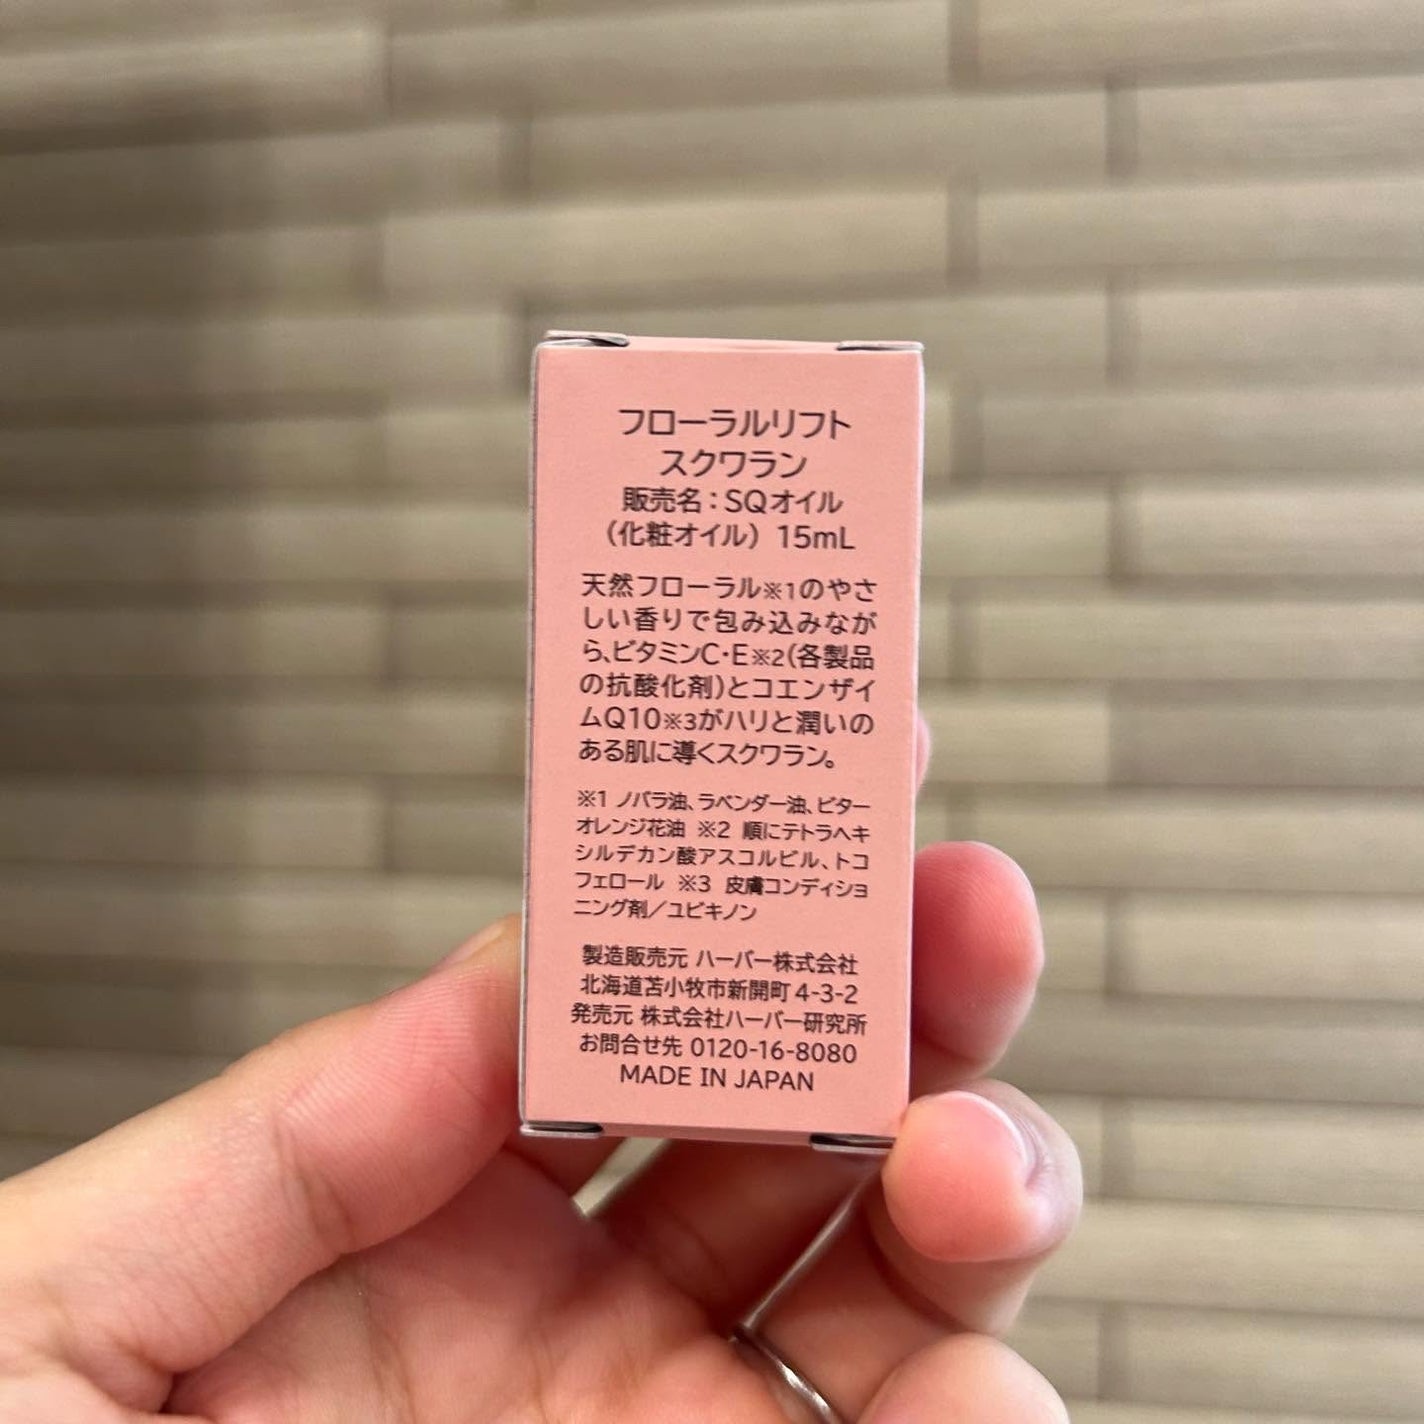 フローラルリフト
スクワラン
販売名：SQオイル
（化粧オイル） 15mL
天然フローラル※1のやさ
しい香りで包み込みなが
ら、ビタミンC・E※2(各製品
の抗酸化剤)とコエンザイ
ムQ10※3がハリと潤いの
ある肌に導くスクワラン。
※1 ノバラ油、ラベンダー油、ビター
オレンジ花油 ※2 順にテトラヘキ
シルデカン酸アスコルビル、トコ
フェロール ※3 皮膚コンディショ
ニング剤／ユビキノン
製造販売元 ハーバー株式会社
北海道苫小牧市新開町4-3-2
発売元 株式会社ハーバー研究所
お問合せ先 0120-16-8080
MADE IN JAPAN